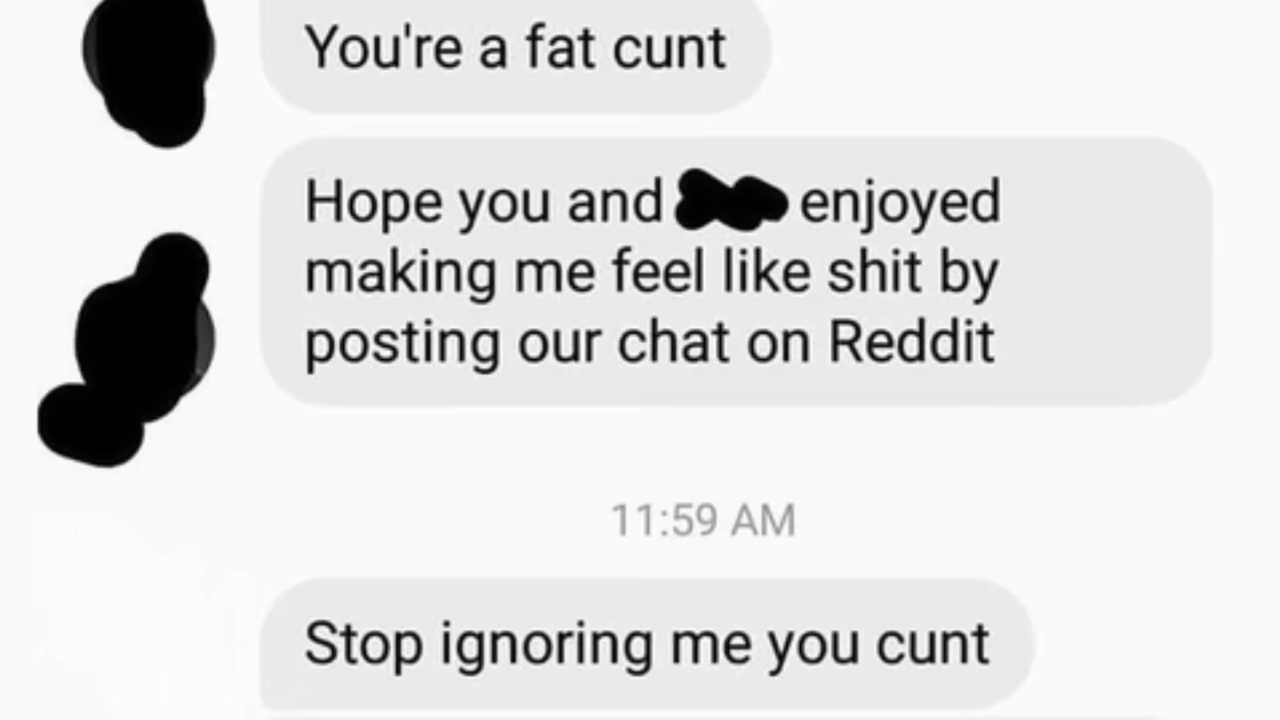 You're a fat cunt
Hope you and enjoyed
making me feel like shit by
posting our chat on Reddit
11:59 AM
Stop ignoring me you cunt